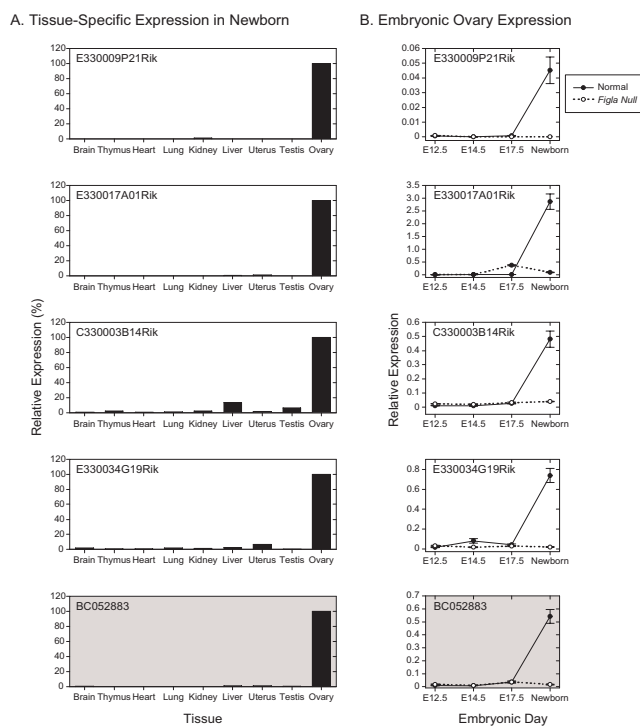 A. Tissue-Specific Expression in Newborn
B. Embryonic Ovary Expression
E330009P21Rik
120
100
80
60
40
20
0
Brain Thymus Heart Lung Kidney Liver Uterus Testis Ovary
E330009P21Rik
0.06
0.05
0.04
0.03
0.02
0.01
0
E12.5 E14.5 E17.5 Newborn
Normal
Figla Null
E330017A01Rik
120
100
80
60
40
20
0
Brain Thymus Heart Lung Kidney Liver Uterus Testis Ovary
E330017A01Rik
3.5
3.0
2.5
2.0
1.5
1.0
0.5
0
E12.5 E14.5 E17.5 Newborn
Relative Expression (%)
C330003B14Rik
120
100
80
60
40
20
0
Brain Thymus Heart Lung Kidney Liver Uterus Testis Ovary
Relative Expression
C330003B14Rik
0.6
0.5
0.4
0.3
0.2
0.1
0
E12.5 E14.5 E17.5 Newborn
E330034G19Rik
120
100
80
60
40
20
0
Brain Thymus Heart Lung Kidney Liver Uterus Testis Ovary
E330034G19Rik
0.8
0.6
0.4
0.2
0
E12.5 E14.5 E17.5 Newborn
BC052883
120
100
80
60
40
20
0
Brain Thymus Heart Lung Kidney Liver Uterus Testis Ovary
BC052883
0.7
0.6
0.5
0.4
0.3
0.2
0.1
0
E12.5 E14.5 E17.5 Newborn
Tissue
Embryonic Day